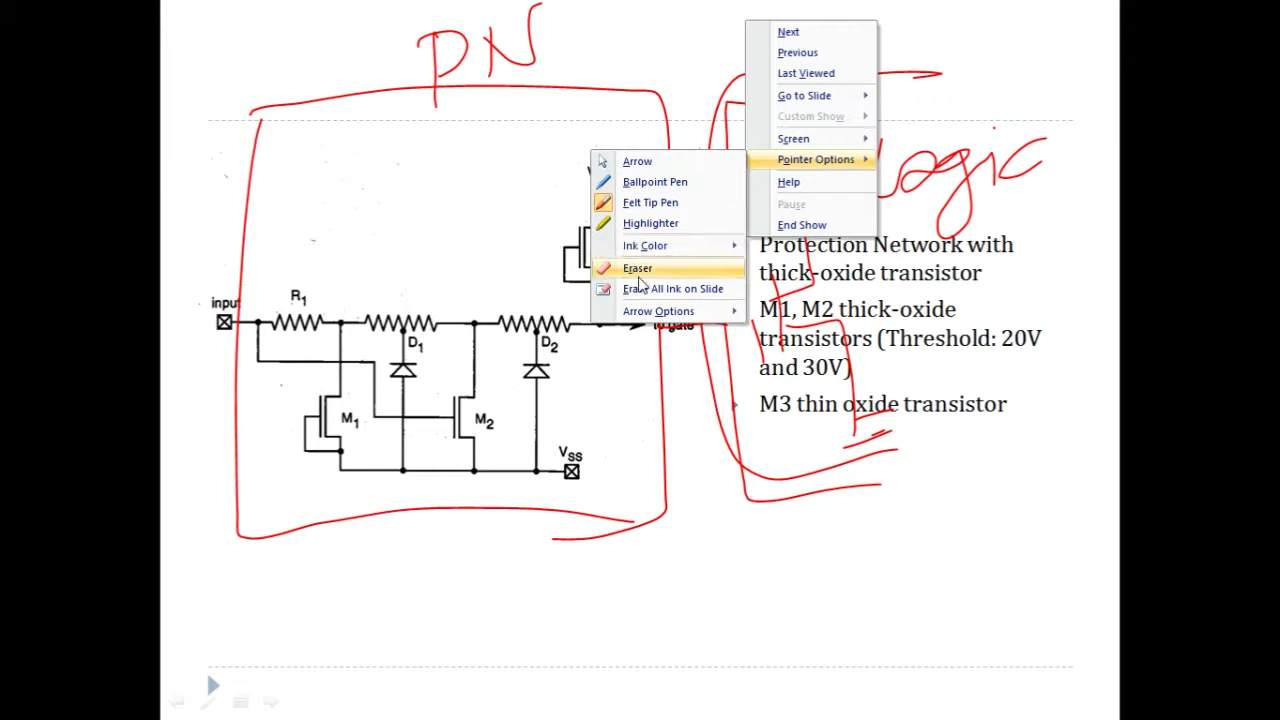 PN
Next
Previous
Last Viewed
Go to Slide
Custom Show
Screen
Pointer Options
Help
Pause
End Show
Arrow
Ballpoint Pen
Felt Tip Pen
Highlighter
Ink Color
Eraser
Erase All Ink on Slide
Arrow Options
Logic
Protection Network with
thick-oxide transistor
M1, M2 thick-oxide
transistors (Threshold: 20V
and 30V)
M3 thin oxide transistor
V
input
R1
D1
D2
to gate
M1
M2
VSS